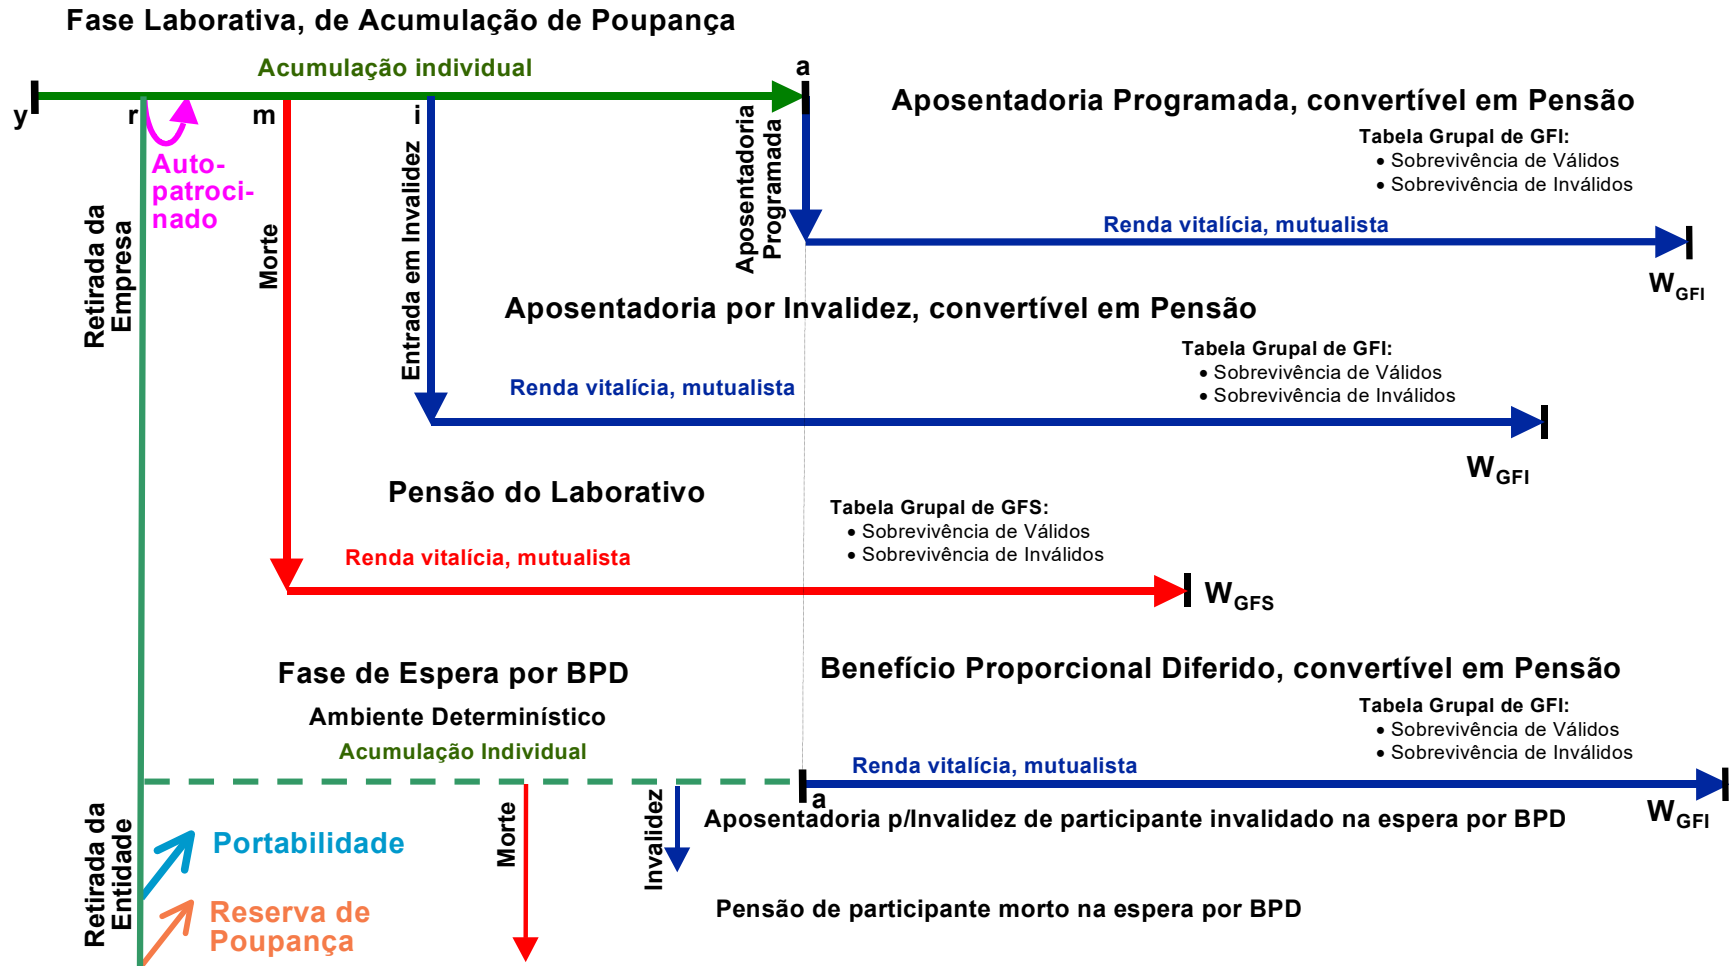 Fase Laborativa, de Acumulação de Poupança
Acumulação individual
a
y
r
m
i
Auto-
patroci-
nado
Retirada da
Empresa
Morte
Entrada em Invalidez
Aposentadoria
Programada
Aposentadoria Programada, convertível em Pensão
Tabela Grupal de GFI:
• Sobrevivência de Válidos
• Sobrevivência de Inválidos
Renda vitalícia, mutualista
W GFI
Aposentadoria por Invalidez, convertível em Pensão
Tabela Grupal de GFI:
• Sobrevivência de Válidos
• Sobrevivência de Inválidos
Renda vitalícia, mutualista
W GFI
Pensão do Laborativo
Tabela Grupal de GFS:
• Sobrevivência de Válidos
• Sobrevivência de Inválidos
Renda vitalícia, mutualista
W GFS
Fase de Espera por BPD
Ambiente Determinístico
Acumulação Individual
Benefício Proporcional Diferido, convertível em Pensão
Tabela Grupal de GFI:
• Sobrevivência de Válidos
• Sobrevivência de Inválidos
Renda vitalícia, mutualista
a
W GFI
Retirada da
Entidade
Morte
Invalidez
Aposentadoria p/Invalidez de participante invalidado na espera por BPD
Portabilidade
Reserva de
Poupança
Pensão de participante morto na espera por BPD